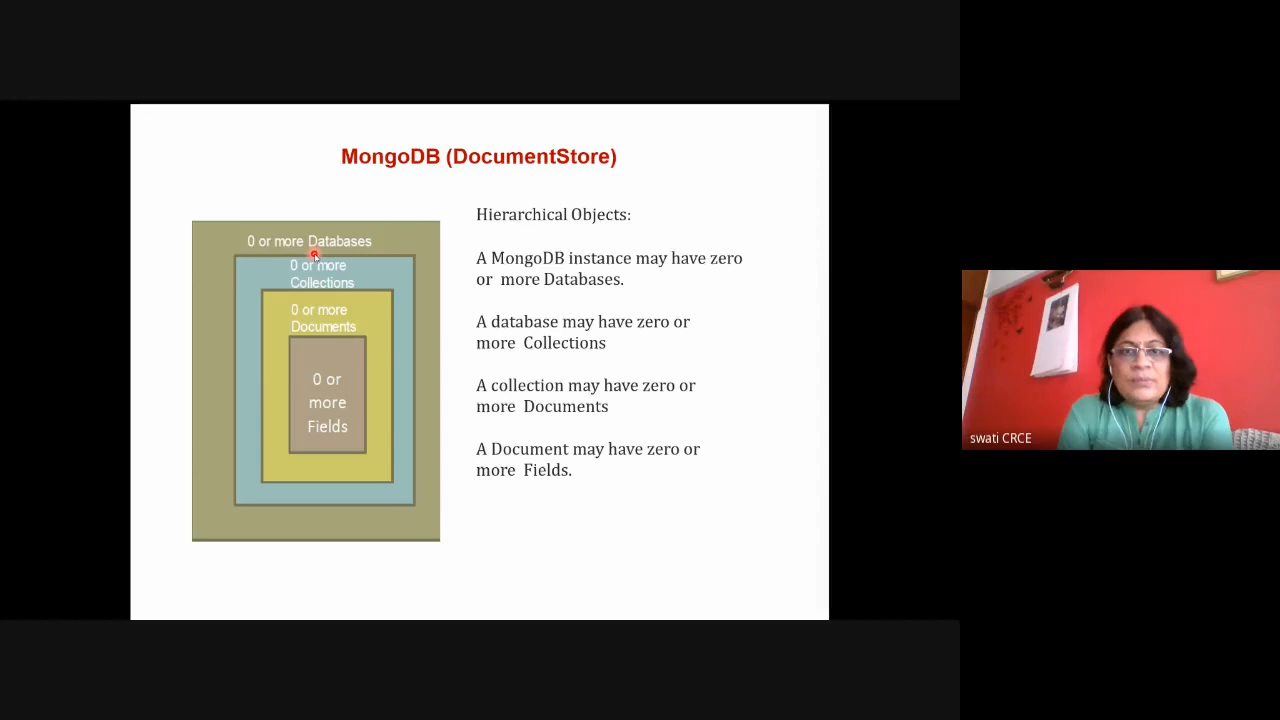 MongoDB (DocumentStore)
0 or more Databases
0 or more
Collections
0 or more
Documents
0 or
more
Fields
Hierarchical Objects:
A MongoDB instance may have zero
or more Databases.
A database may have zero or
more Collections
A collection may have zero or
more Documents
A Document may have zero or
more Fields.
swati CRCE